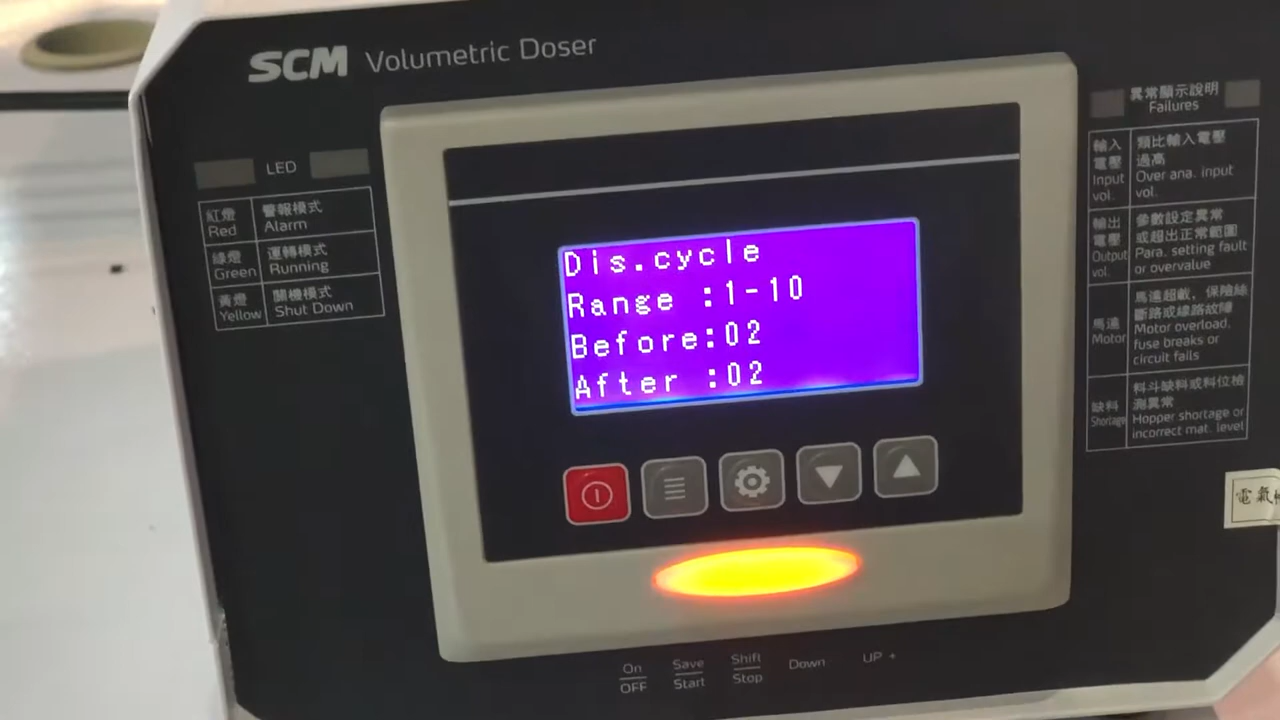 SCM Volumetric Doser
LED
紅燈
Red
警報模式
Alarm
綠燈
Green
運轉模式
Running
黃燈
Yellow
關機模式
Shut Down
Dis.cycle
Range :1-10
Before:02
After :02
On
OFF
Save
Start
Shift
Stop
Down
UP
異常顯示說明
Failures
輸入
電壓
Input
vol.
類比輸入電壓
過高
Over ana. input
vol.
輸出
電壓
Output
vol.
參數設定異常
或超出正常範圍
Para. setting fault
or overvalue
馬達
Motor
馬達超載，保險絲
斷路或線路故障
Motor overload,
fuse breaks or
circuit fails
缺料
Shortage
料斗缺料或料位檢
測異常
Hopper shortage or
incorrect mat. level
電氣